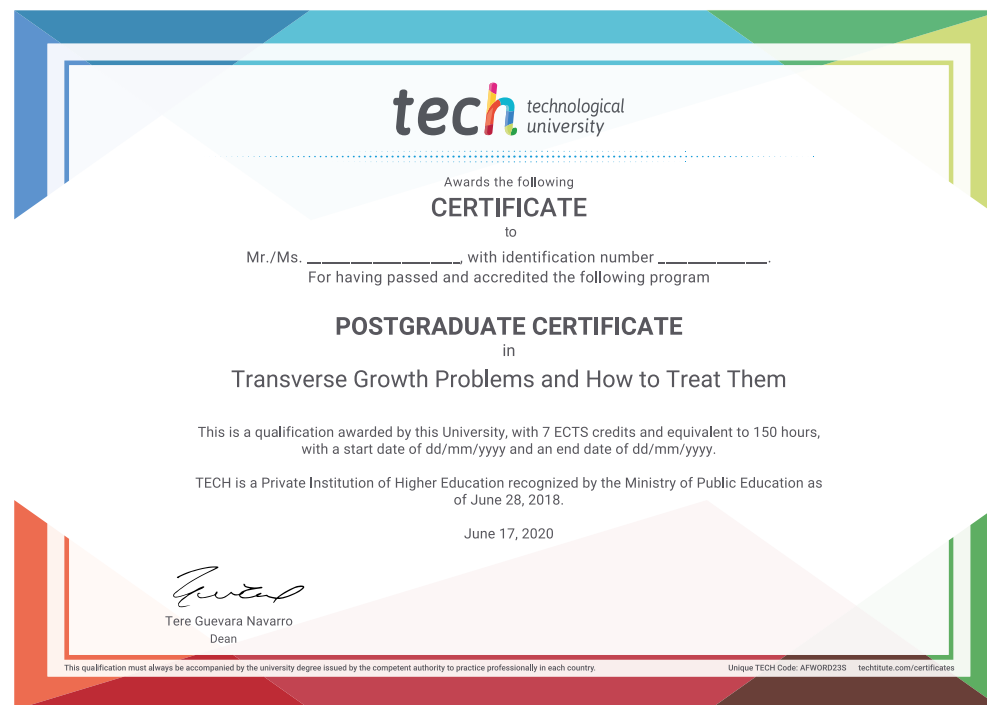 tech technological
university
Awards the following
CERTIFICATE
to
Mr./Ms. ____________________, with identification number ______________.
For having passed and accredited the following program
POSTGRADUATE CERTIFICATE
in
Transverse Growth Problems and How to Treat Them
This is a qualification awarded by this University, with 7 ECTS credits and equivalent to 150 hours,
with a start date of dd/mm/yyyy and an end date of dd/mm/yyyy.
TECH is a Private Institution of Higher Education recognized by the Ministry of Public Education as
of June 28, 2018.
June 17, 2020
Tere Guevara Navarro
Dean
This qualification must always be accompanied by the university degree issued by the competent authority to practice professionally in each country.
Unique TECH Code: AFWORD23S techtitute.com/certificates